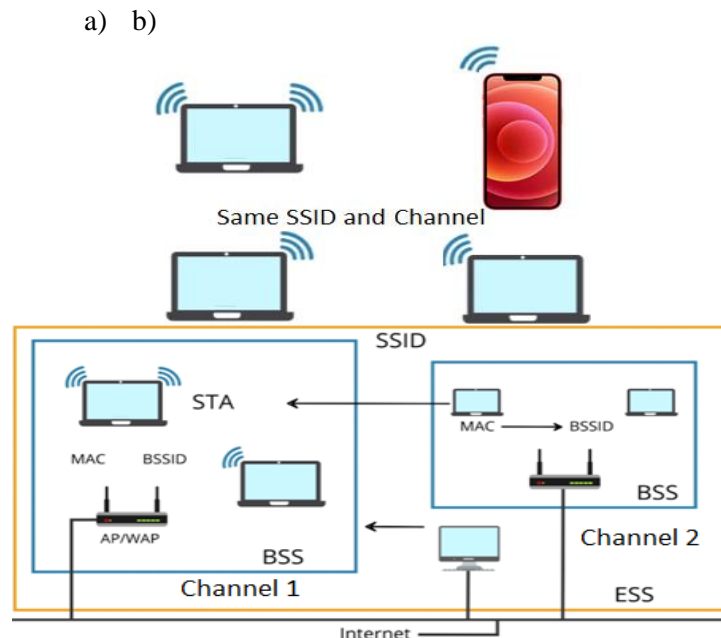 a) b)
Same SSID and Channel
SSID
STA
MAC BSSID
AP/WAP
BSS
Channel 1
MAC BSSID
BSS
Channel 2
ESS
Internet